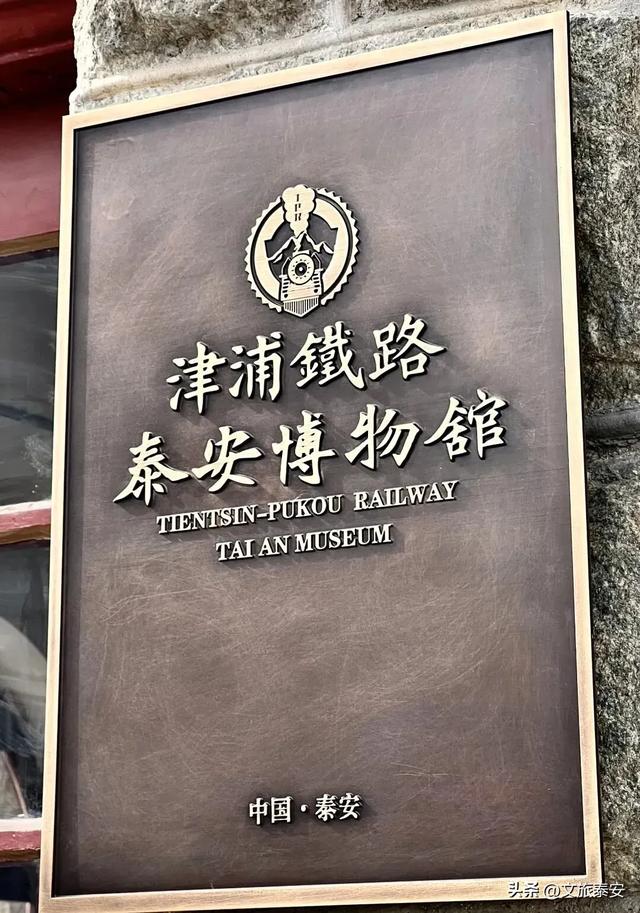 TPR
津浦鐵路
泰安博物舘
TIENTSIN-PUKOU RAILWAY
TAI AN MUSEUM
中国·泰安
头条 @文旅泰安